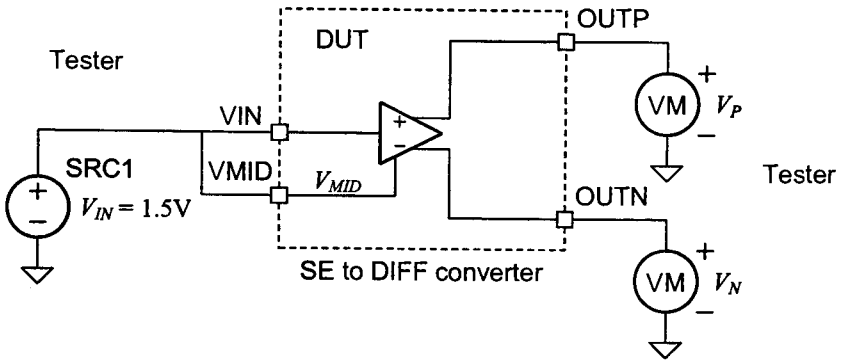 OUTP
DUT
Tester
+
VM
V_P
−
VIN
+
−
VMID
V_MID
SRC1
+
−
V_IN = 1.5V
Tester
OUTN
SE to DIFF converter
+
VM
V_N
−